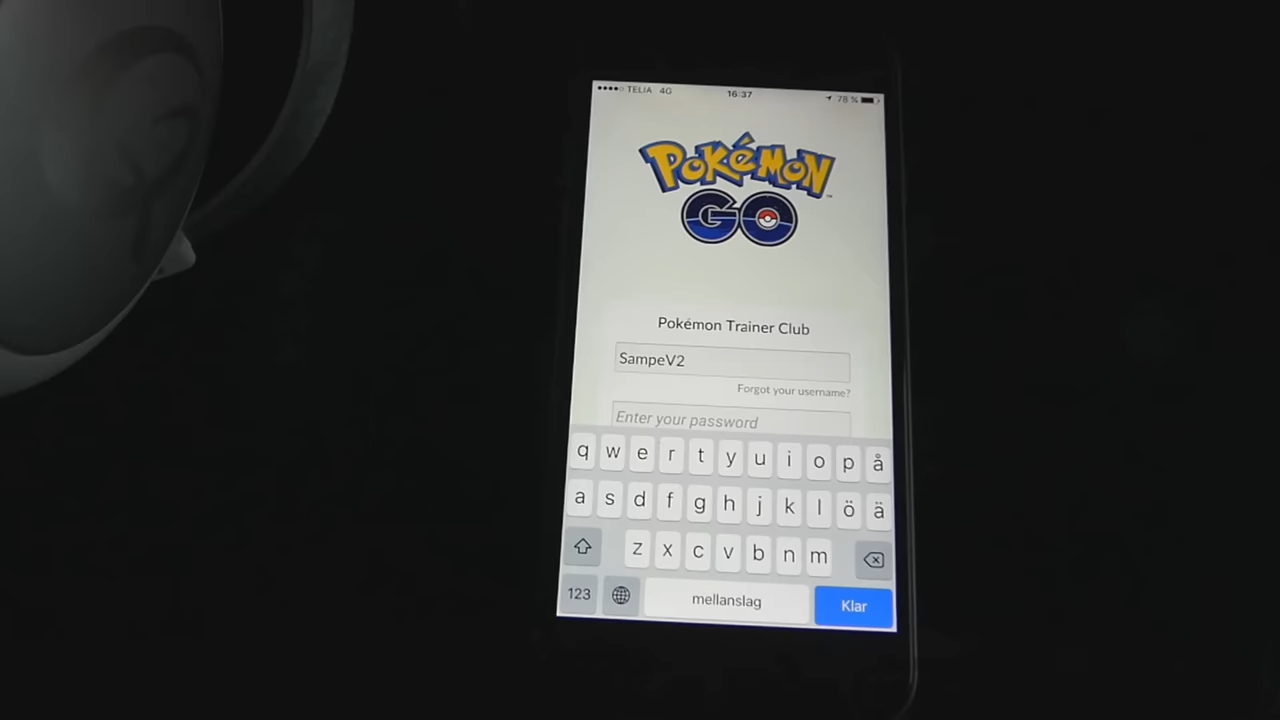 TELIA 4G 16:37 78 %
POKÉMON
GO
Pokémon Trainer Club
SampeV2
Forgot your username?
Enter your password
q w e r t y u i o p å
a s d f g h j k l ö ä
z x c v b n m
123 mellanslag Klar